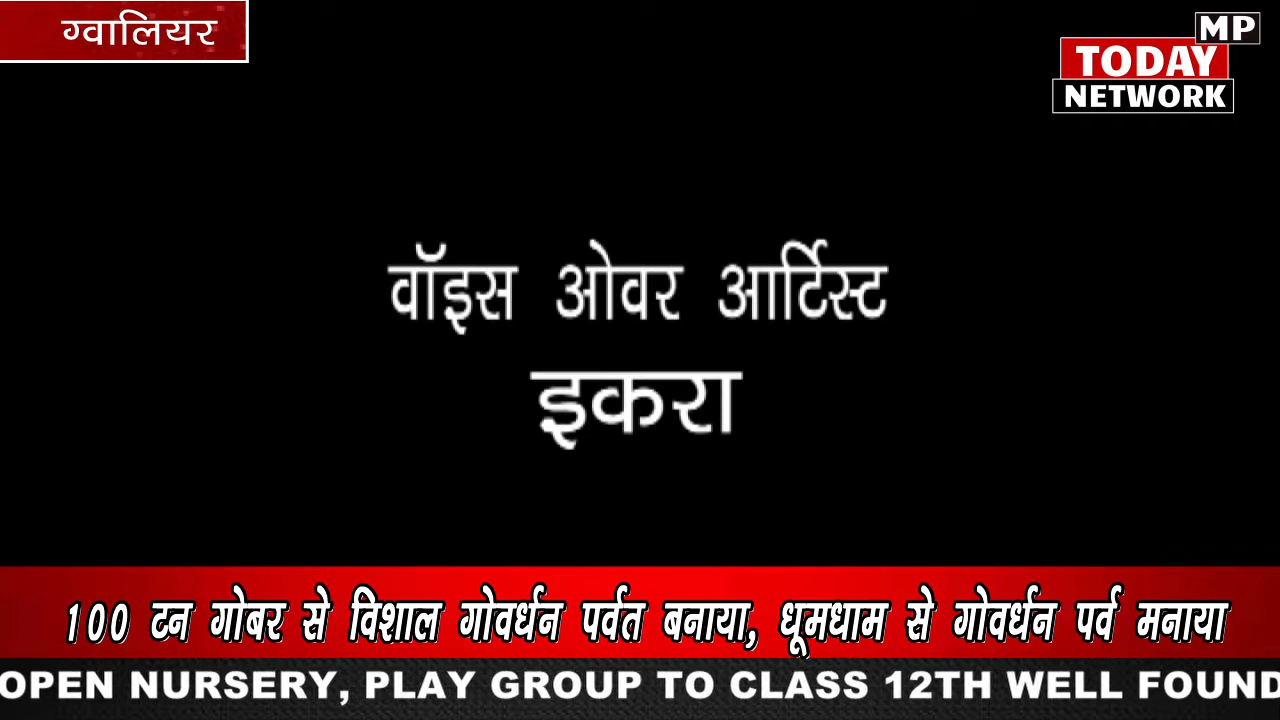 ग्वालियर
MP
TODAY
NETWORK
वॉइस ओवर आर्टिस्ट
इकरा
100 टन गोबर से विशाल गोवर्धन पर्वत बनाया, धूमधाम से गोवर्धन पर्व मनाया
OPEN NURSERY, PLAY GROUP TO CLASS 12TH WELL FOUND